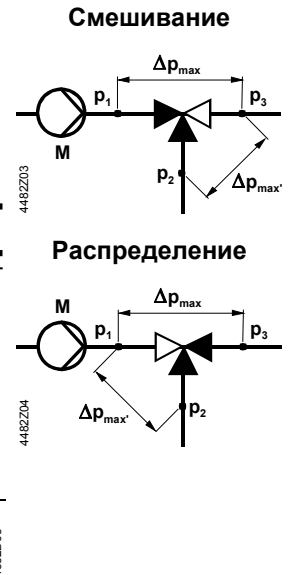 Смешивание
Δpmax
p1
p3
M
p2
Δpmax'
4482Z03
Распределение
M
Δpmax
p1
p3
Δpmax'
p2
4482Z04